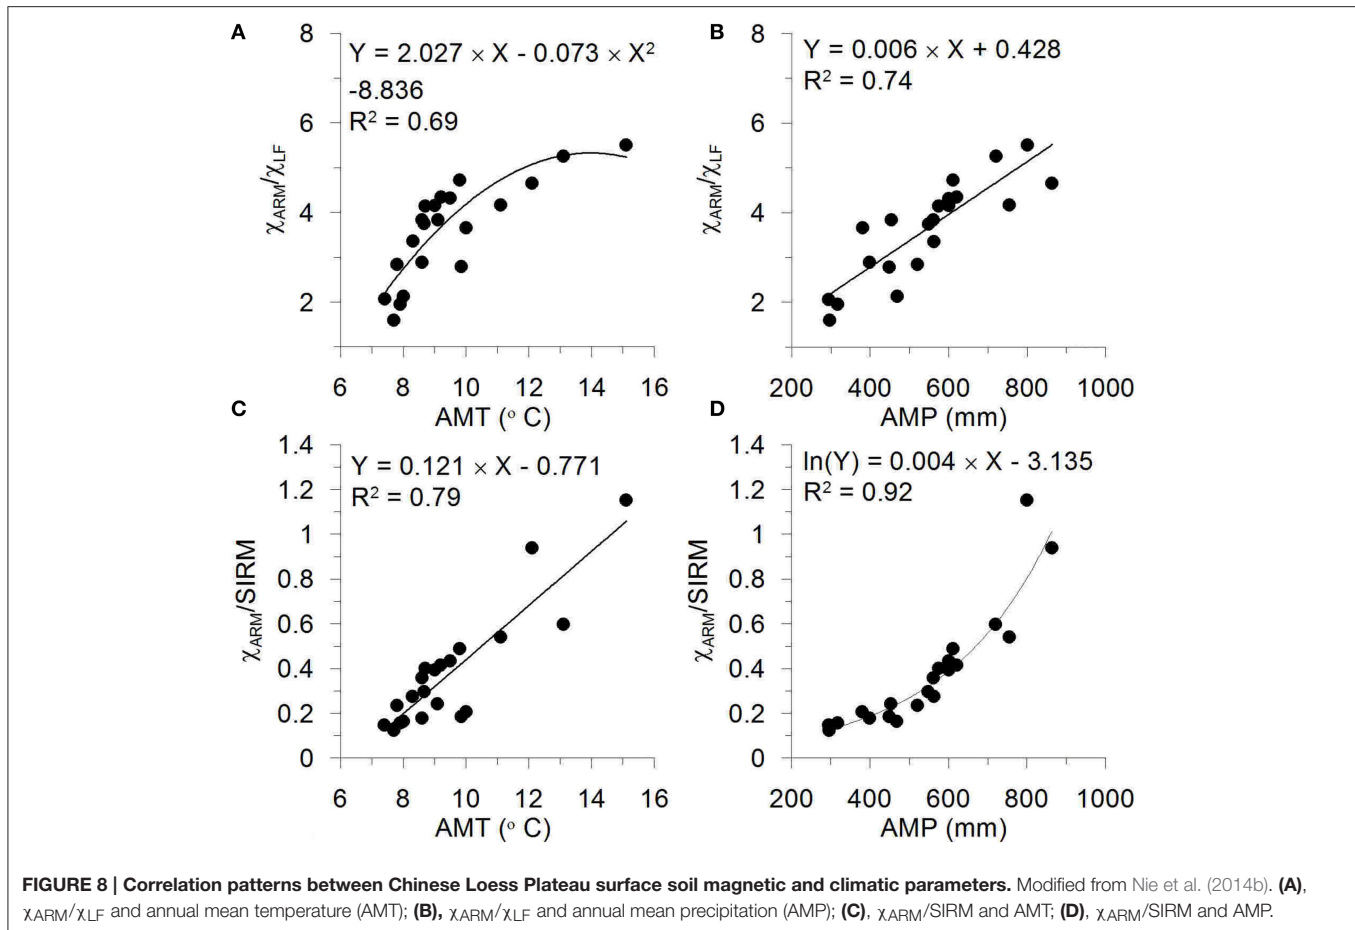 A
8
6
4
2
χARM/χLF
Y = 2.027 × X - 0.073 × X²
-8.836
R² = 0.69
6 8 10 12 14 16
AMT (° C)
B
8
6
4
2
χARM/χLF
Y = 0.006 × X + 0.428
R² = 0.74
200 400 600 800 1000
AMP (mm)
C
1.4
1.2
1
0.8
0.6
0.4
0.2
0
χARM/SIRM
Y = 0.121 × X - 0.771
R² = 0.79
6 8 10 12 14 16
AMT (° C)
D
1.4
1.2
1
0.8
0.6
0.4
0.2
0
χARM/SIRM
ln(Y) = 0.004 × X - 3.135
R² = 0.92
200 400 600 800 1000
AMP (mm)
FIGURE 8 | Correlation patterns between Chinese Loess Plateau surface soil magnetic and climatic parameters. Modified from Nie et al. (2014b). (A),
χARM/χLF and annual mean temperature (AMT); (B), χARM/χLF and annual mean precipitation (AMP); (C), χARM/SIRM and AMT; (D), χARM/SIRM and AMP.